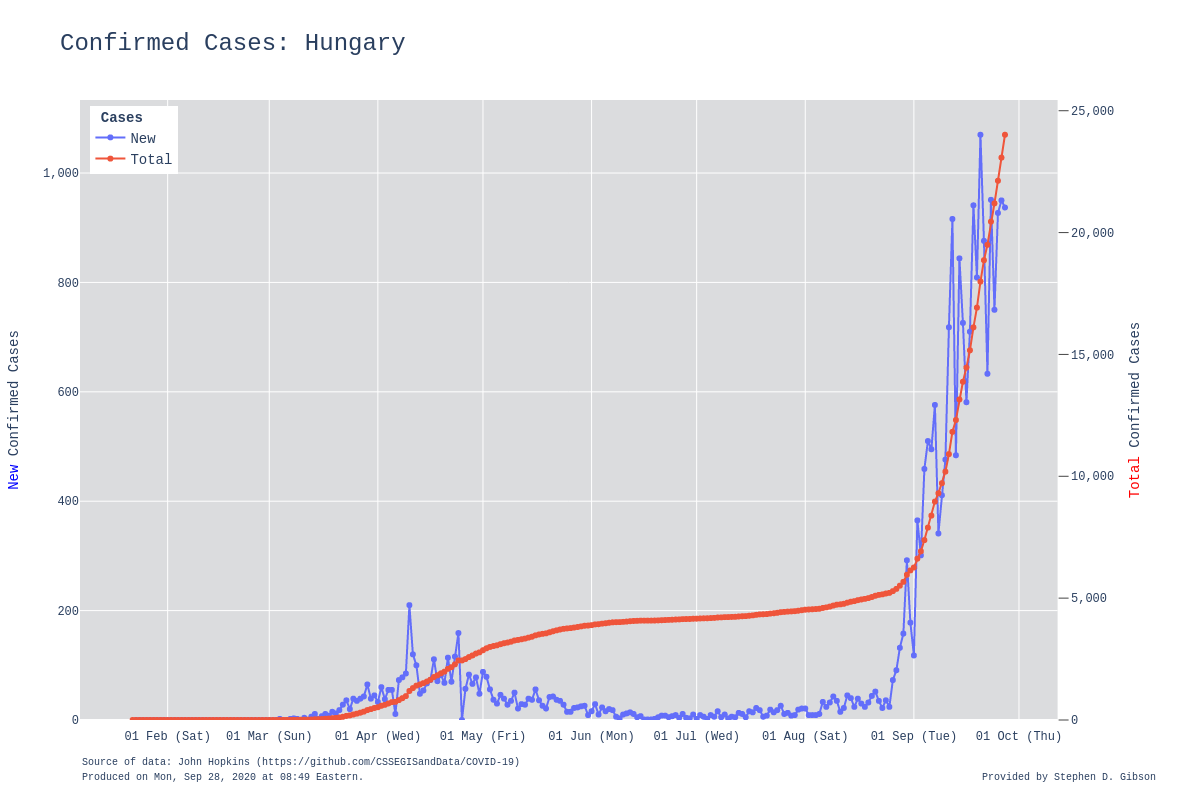 Confirmed Cases: Hungary
Cases
New
Total
1,000
800
600
400
200
0
25,000
20,000
15,000
10,000
5,000
0
New Confirmed Cases
Total Confirmed Cases
01 Feb (Sat) 01 Mar (Sun) 01 Apr (Wed) 01 May (Fri) 01 Jun (Mon) 01 Jul (Wed) 01 Aug (Sat) 01 Sep (Tue) 01 Oct (Thu)
Source of data: John Hopkins (https://github.com/CSSEGISandData/COVID-19)
Produced on Mon, Sep 28, 2020 at 08:49 Eastern.
Provided by Stephen D. Gibson